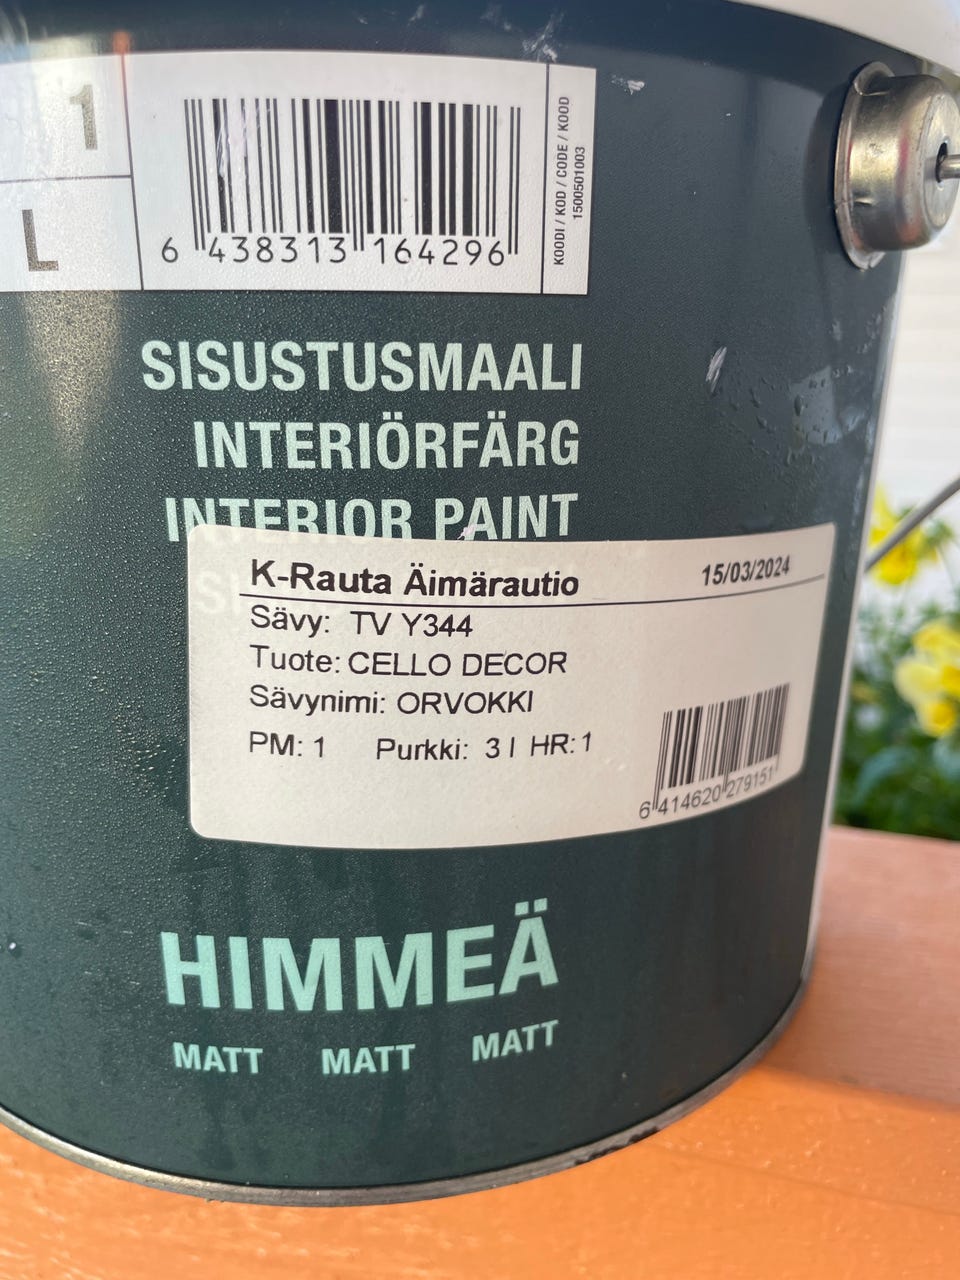 1
L
6 438313 164296
KOODI / KOD / CODE / KOOD
1500501003
SISUSTUSMAALI
INTERIÖRFÄRG
INTERIOR PAINT
K-Rauta Äimärautio 15/03/2024
Sävy: TV Y344
Tuote: CELLO DECOR
Sävynimi: ORVOKKI
PM: 1 Purkki: 3 l HR: 1
6 414620 279151
HIMMEÄ
MATT MATT MATT